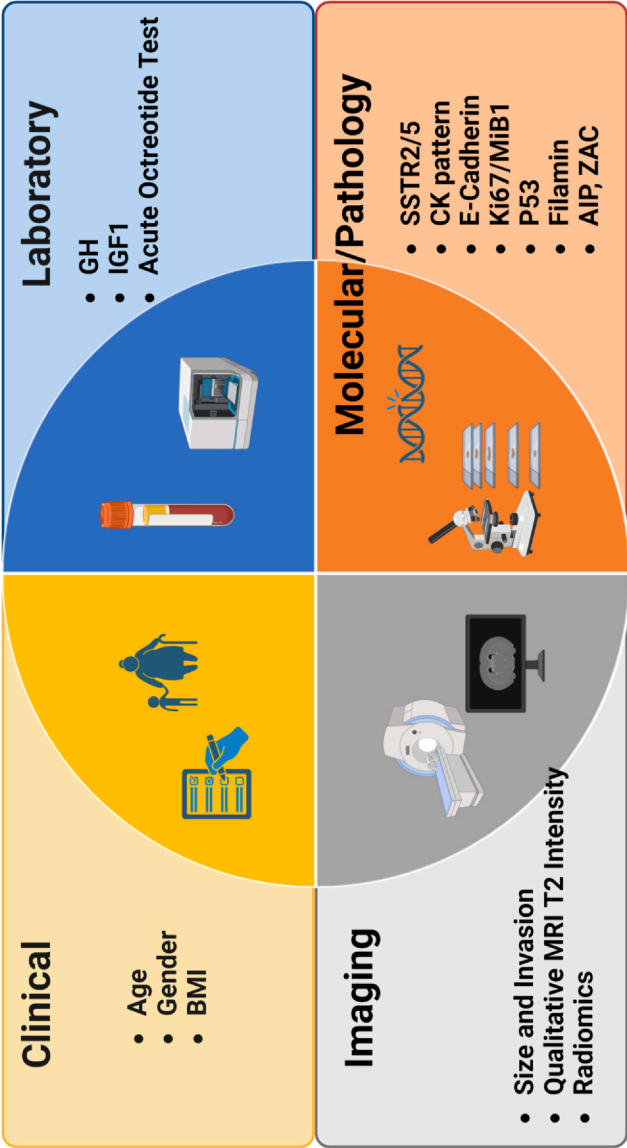 Clinical
• Age
• Gender
• BMI
Laboratory
• GH
• IGF1
• Acute Octreotide Test
Imaging
• Size and Invasion
• Qualitative MRI T2 Intensity
• Radiomics
Molecular/Pathology
• SSTR2/5
• CK pattern
• E-Cadherin
• Ki67/MiB1
• P53
• Filamin
• AIP, ZAC